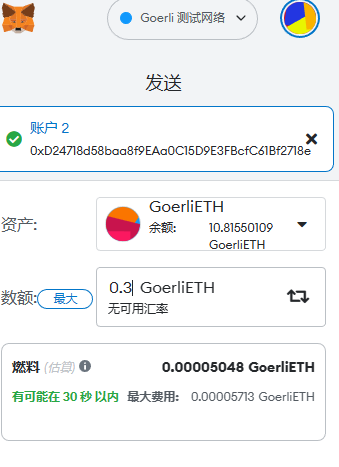 Goerli 测试网络
发送
账户 2
0xD24718d58baa8f9EAa0C15D9E3FBcfC61Bf2718e
资产:
GoerliETH
余额: 10.81550109
GoerliETH
数额: 最大 0.3 GoerliETH
无可用汇率
燃料 (估算) 0.00005048 GoerliETH
有可能在 30 秒 以内 最大费用: 0.00005713 GoerliETH